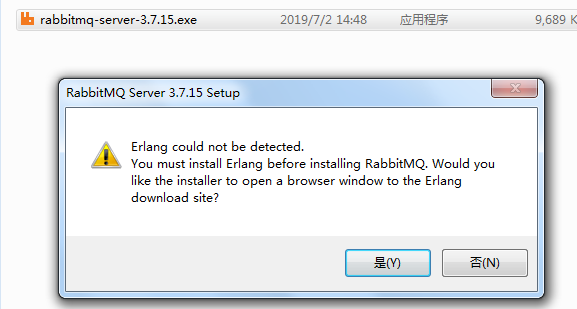 rabbitmq-server-3.7.15.exe 2019/7/2 14:48 应用程序 9,689 K
RabbitMQ Server 3.7.15 Setup
Erlang could not be detected.
You must install Erlang before installing RabbitMQ. Would you
like the installer to open a browser window to the Erlang
download site?
是(Y) 否(N)